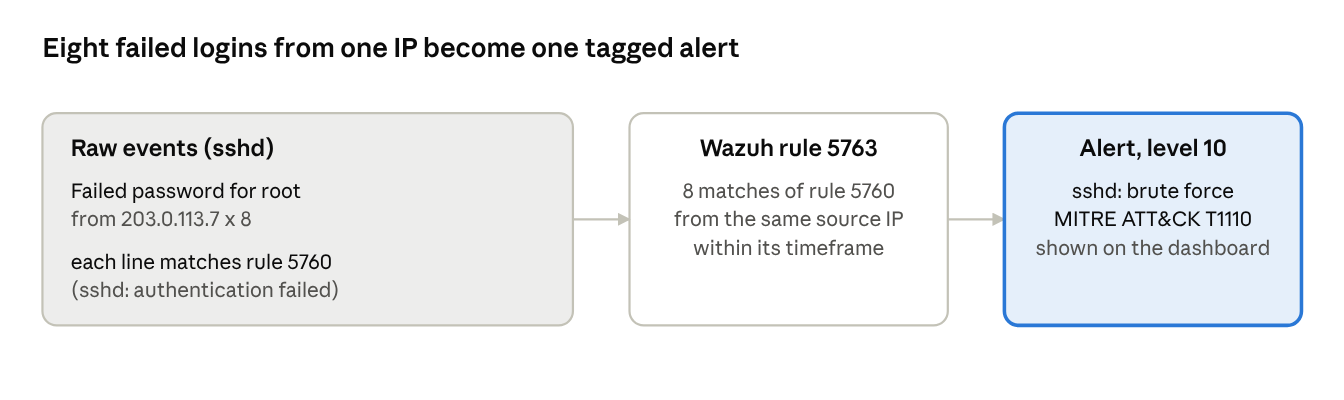 Eight failed logins from one IP become one tagged alert
Raw events (sshd)
Failed password for root
from 203.0.113.7 x 8
each line matches rule 5760
(sshd: authentication failed)
Wazuh rule 5763
8 matches of rule 5760
from the same source IP
within its timeframe
Alert, level 10
sshd: brute force
MITRE ATT&CK T1110
shown on the dashboard